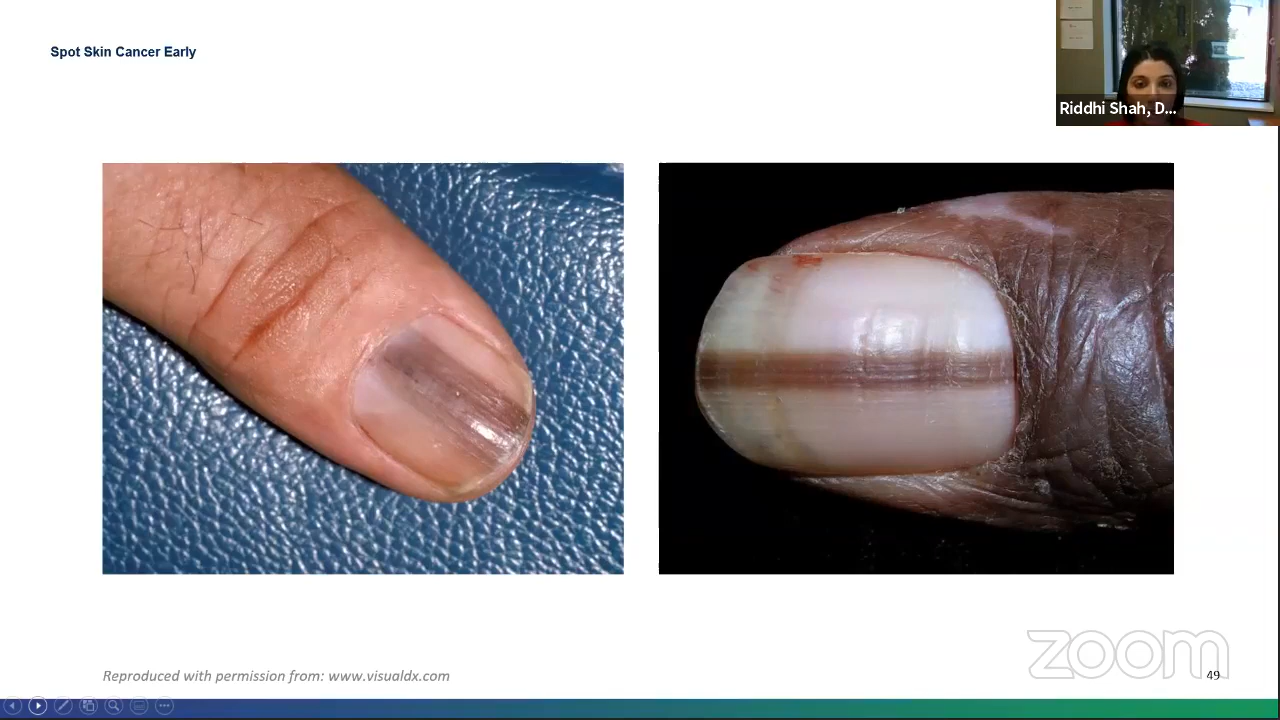 Spot Skin Cancer Early
Riddhi Shah, D...
Reproduced with permission from: www.visualdx.com
zoom
49